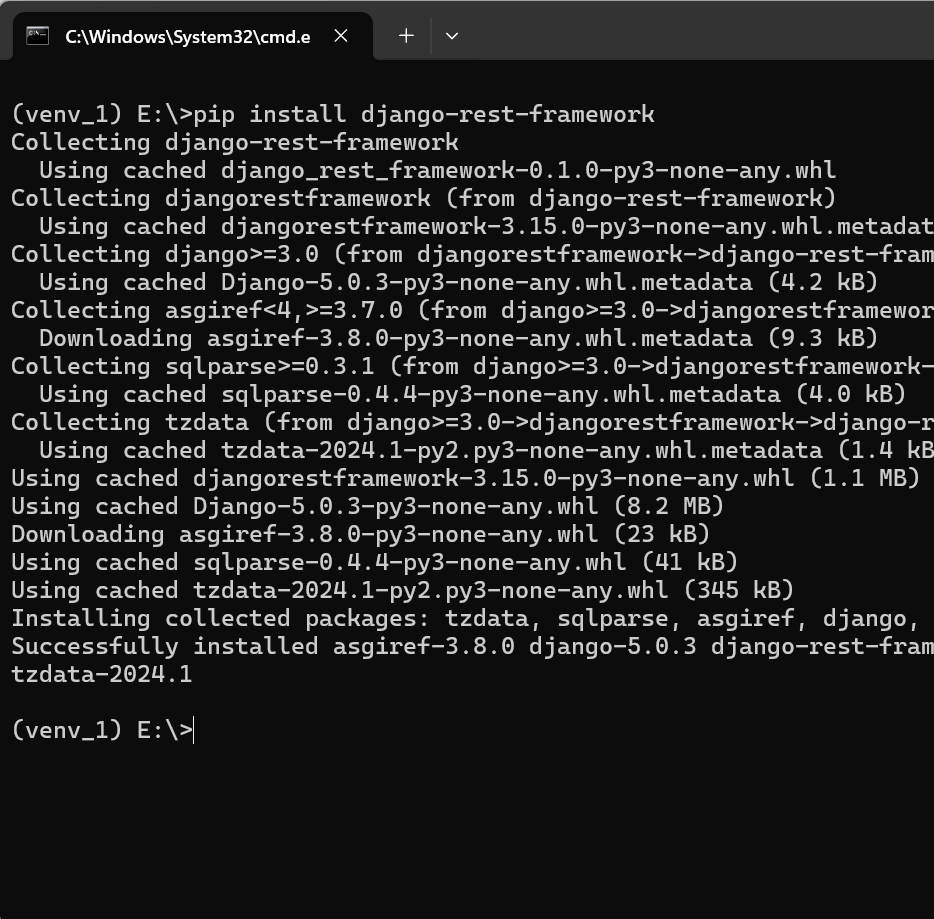 C:\Windows\System32\cmd.e
(venv_1) E:\>pip install django-rest-framework
Collecting django-rest-framework
  Using cached django_rest_framework-0.1.0-py3-none-any.whl
Collecting djangorestframework (from django-rest-framework)
  Using cached djangorestframework-3.15.0-py3-none-any.whl.metadat
Collecting django>=3.0 (from djangorestframework->django-rest-fram
  Using cached Django-5.0.3-py3-none-any.whl.metadata (4.2 kB)
Collecting asgiref<4,>=3.7.0 (from django>=3.0->djangorestframewor
  Downloading asgiref-3.8.0-py3-none-any.whl.metadata (9.3 kB)
Collecting sqlparse>=0.3.1 (from django>=3.0->djangorestframework-
  Using cached sqlparse-0.4.4-py3-none-any.whl.metadata (4.0 kB)
Collecting tzdata (from django>=3.0->djangorestframework->django-r
  Using cached tzdata-2024.1-py2.py3-none-any.whl.metadata (1.4 kB
Using cached djangorestframework-3.15.0-py3-none-any.whl (1.1 MB)
Using cached Django-5.0.3-py3-none-any.whl (8.2 MB)
Downloading asgiref-3.8.0-py3-none-any.whl (23 kB)
Using cached sqlparse-0.4.4-py3-none-any.whl (41 kB)
Using cached tzdata-2024.1-py2.py3-none-any.whl (345 kB)
Installing collected packages: tzdata, sqlparse, asgiref, django,
Successfully installed asgiref-3.8.0 django-5.0.3 django-rest-fram
tzdata-2024.1
(venv_1) E:\>